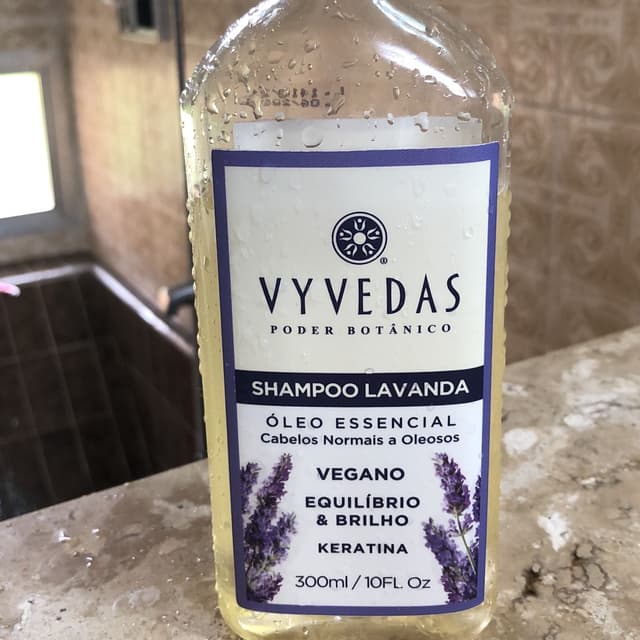 VYVEDAS
PODER BOTÂNICO
SHAMPOO LAVANDA
ÓLEO ESSENCIAL
Cabelos Normais a Oleosos
VEGANO
EQUILÍBRIO
& BRILHO
KERATINA
300ml / 10FL. Oz